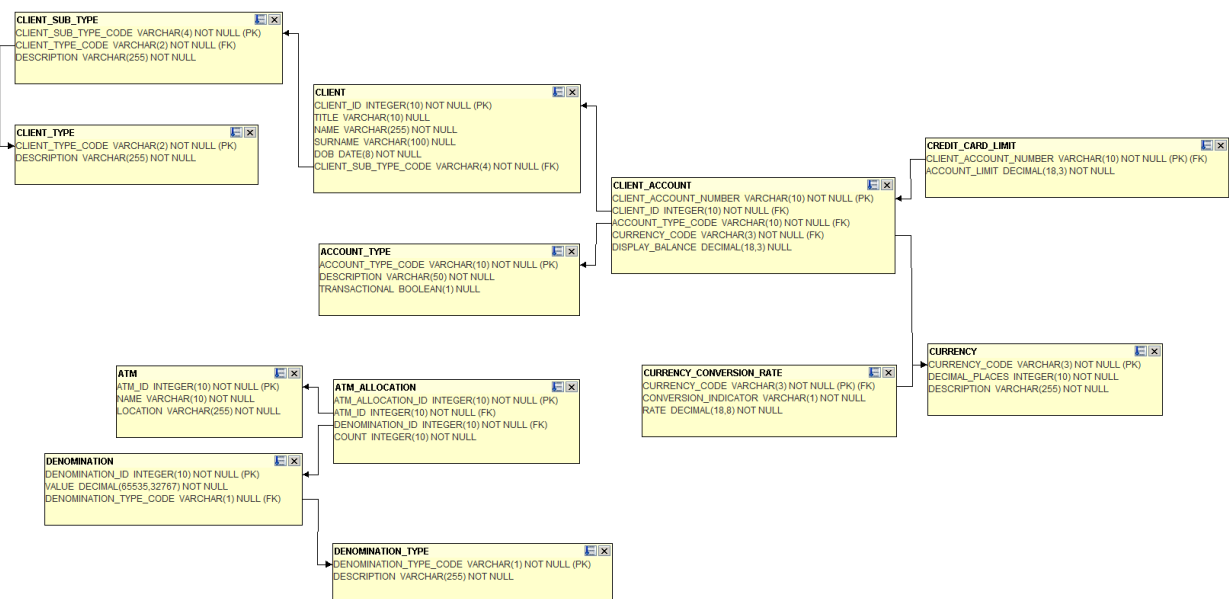 CLIENT_SUB_TYPE
CLIENT_SUB_TYPE_CODE VARCHAR(4) NOT NULL (PK)
CLIENT_TYPE_CODE VARCHAR(2) NOT NULL (FK)
DESCRIPTION VARCHAR(255) NOT NULL
CLIENT_TYPE
CLIENT_TYPE_CODE VARCHAR(2) NOT NULL (PK)
DESCRIPTION VARCHAR(255) NOT NULL
CLIENT
CLIENT_ID INTEGER(10) NOT NULL (PK)
TITLE VARCHAR(10) NULL
NAME VARCHAR(255) NOT NULL
SURNAME VARCHAR(100) NULL
DOB DATE(8) NOT NULL
CLIENT_SUB_TYPE_CODE VARCHAR(4) NOT NULL (FK)
CREDIT_CARD_LIMIT
CLIENT_ACCOUNT_NUMBER VARCHAR(10) NOT NULL (PK) (FK)
ACCOUNT_LIMIT DECIMAL(18,3) NOT NULL
CLIENT_ACCOUNT
CLIENT_ACCOUNT_NUMBER VARCHAR(10) NOT NULL (PK)
CLIENT_ID INTEGER(10) NOT NULL (FK)
ACCOUNT_TYPE_CODE VARCHAR(10) NOT NULL (FK)
CURRENCY_CODE VARCHAR(3) NOT NULL (FK)
DISPLAY_BALANCE DECIMAL(18,3) NULL
ACCOUNT_TYPE
ACCOUNT_TYPE_CODE VARCHAR(10) NOT NULL (PK)
DESCRIPTION VARCHAR(50) NOT NULL
TRANSACTIONAL BOOLEAN(1) NULL
CURRENCY
CURRENCY_CODE VARCHAR(3) NOT NULL (PK)
DECIMAL_PLACES INTEGER(10) NOT NULL
DESCRIPTION VARCHAR(255) NOT NULL
CURRENCY_CONVERSION_RATE
CURRENCY_CODE VARCHAR(3) NOT NULL (PK) (FK)
CONVERSION_INDICATOR VARCHAR(1) NOT NULL
RATE DECIMAL(18,8) NOT NULL
ATM
ATM_ID INTEGER(10) NOT NULL (PK)
NAME VARCHAR(10) NOT NULL
LOCATION VARCHAR(255) NOT NULL
ATM_ALLOCATION
ATM_ALLOCATION_ID INTEGER(10) NOT NULL (PK)
ATM_ID INTEGER(10) NOT NULL (FK)
DENOMINATION_ID INTEGER(10) NOT NULL (FK)
COUNT INTEGER(10) NOT NULL
DENOMINATION
DENOMINATION_ID INTEGER(10) NOT NULL (PK)
VALUE DECIMAL(65535,32767) NOT NULL
DENOMINATION_TYPE_CODE VARCHAR(1) NULL (FK)
DENOMINATION_TYPE
DENOMINATION_TYPE_CODE VARCHAR(1) NOT NULL (PK)
DESCRIPTION VARCHAR(255) NOT NULL